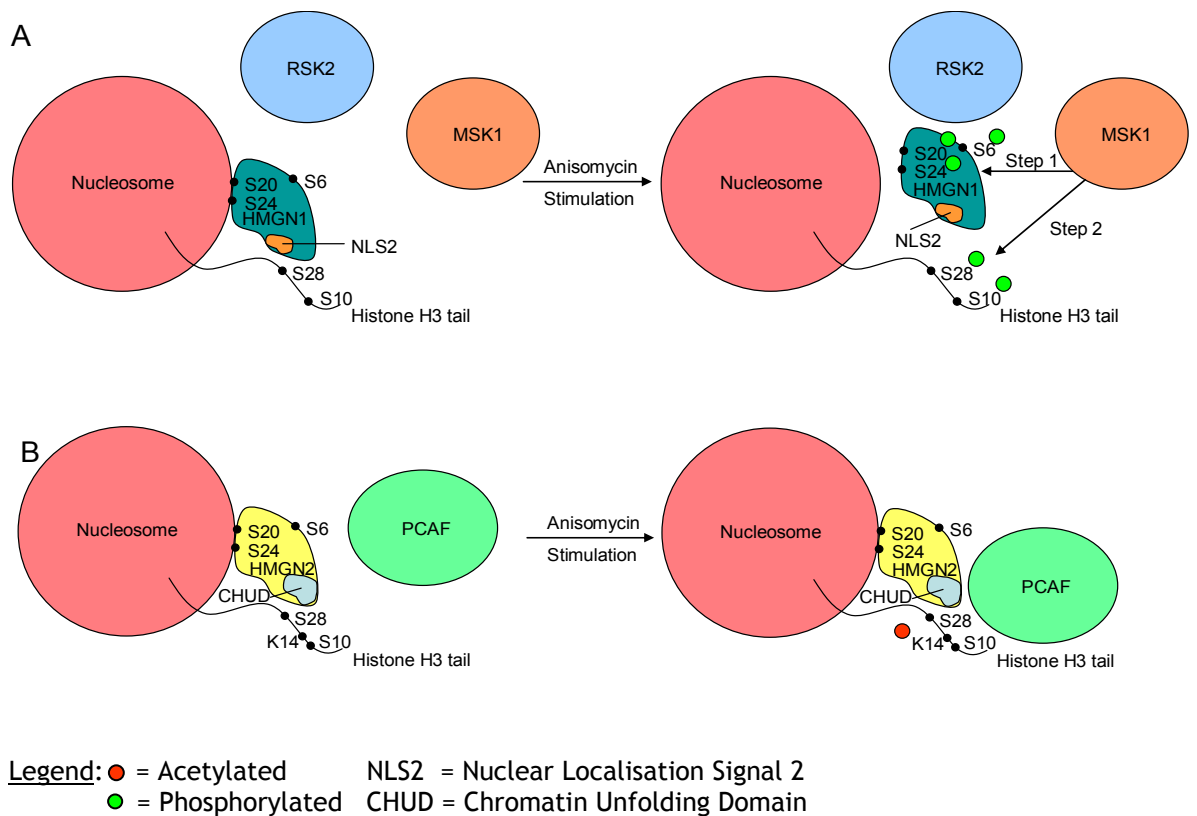 A
RSK2
MSK1
Nucleosome
S20
S6
S24
HMGN1
NLS2
S28
S10
Histone H3 tail
Anisomycin
Stimulation
RSK2
MSK1
Nucleosome
S20
S6
S24
HMGN1
Step 1
Step 2
NLS2
S28
S10
Histone H3 tail
B
Nucleosome
S20
S6
S24
HMGN2
PCAF
CHUD
S28
K14
S10
Histone H3 tail
Anisomycin
Stimulation
Nucleosome
S20
S6
S24
HMGN2
PCAF
CHUD
S28
K14
S10
Histone H3 tail
Legend: = Acetylated NLS2 = Nuclear Localisation Signal 2
= Phosphorylated CHUD = Chromatin Unfolding Domain